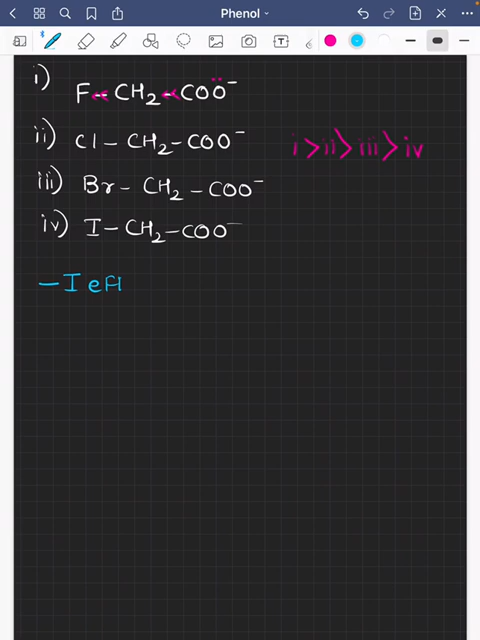 Phenol
i) F-CH2-COO⁻
ii) Cl-CH2-COO⁻
i>ii>iii>iv
iii) Br-CH2-COO⁻
iv) I-CH2-COO⁻
-I eff